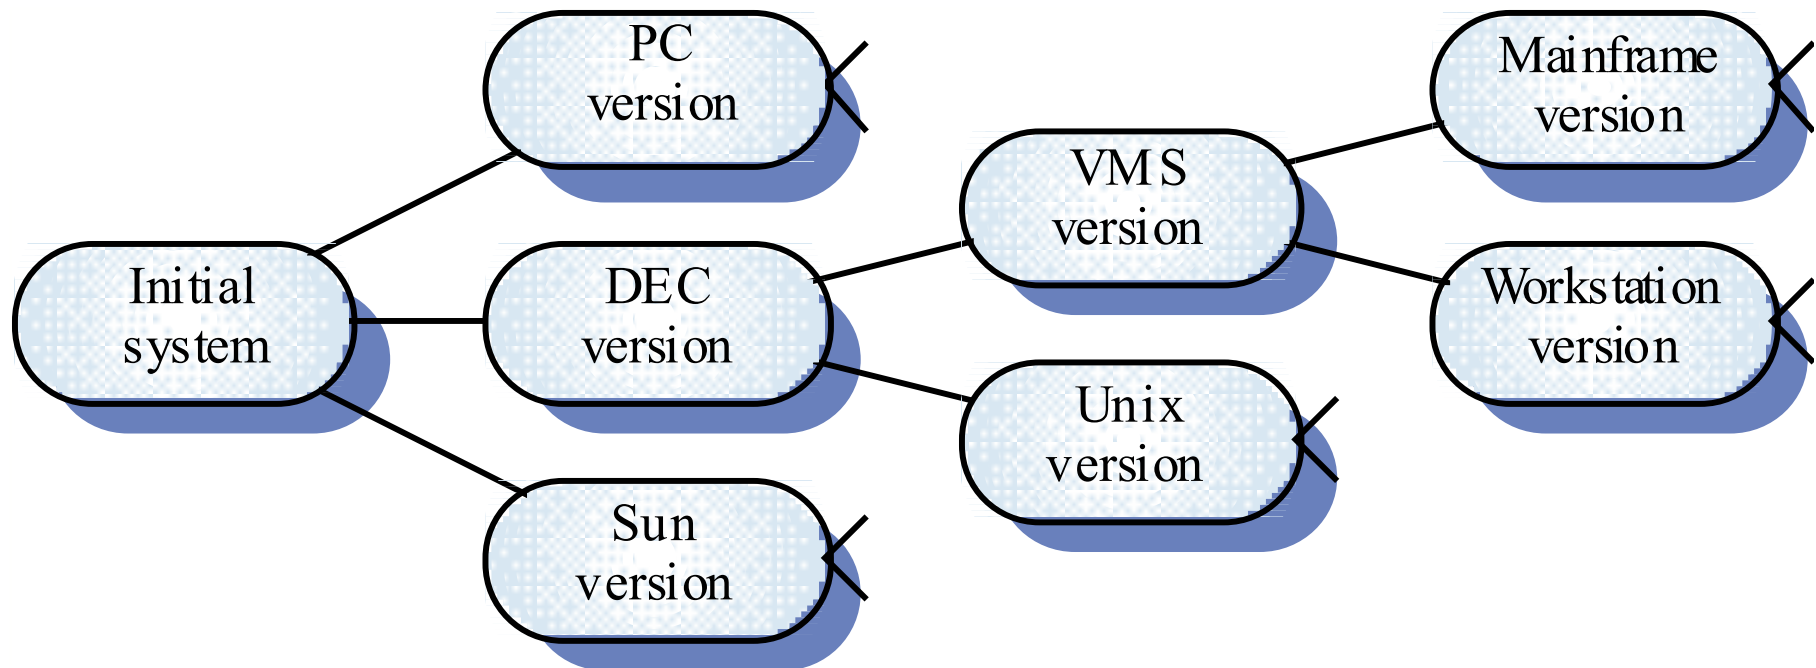 PC
version
Mainframe
version
VMS
version
Initial
system
DEC
version
Workstation
version
Unix
version
Sun
version